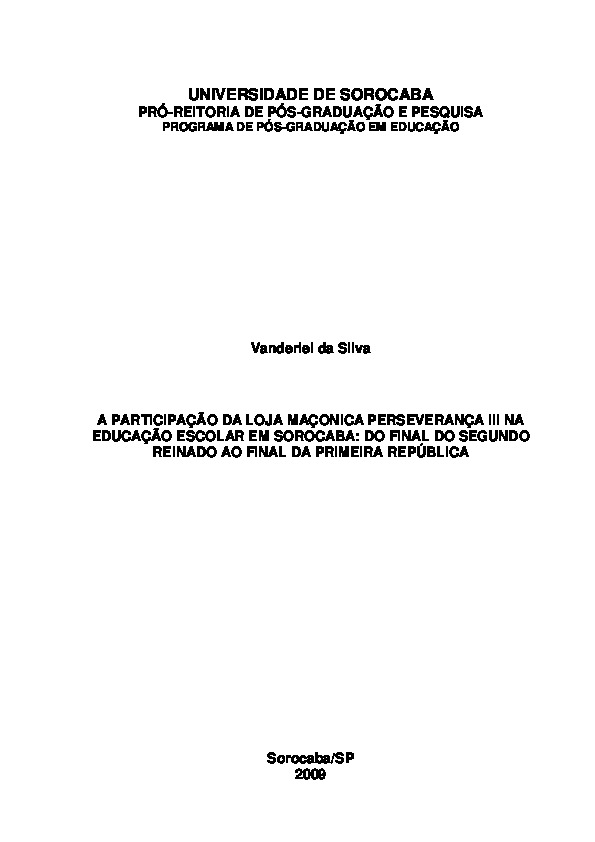 UNIVERSIDADE DE SOROCABA
PRÓ-REITORIA DE PÓS-GRADUAÇÃO E PESQUISA
PROGRAMA DE PÓS-GRADUAÇÃO EM EDUCAÇÃO
Vanderlei da Silva
A PARTICIPAÇÃO DA LOJA MAÇONICA PERSEVERANÇA III NA
EDUCAÇÃO ESCOLAR EM SOROCABA: DO FINAL DO SEGUNDO
REINADO AO FINAL DA PRIMEIRA REPÚBLICA
Sorocaba/SP
2009